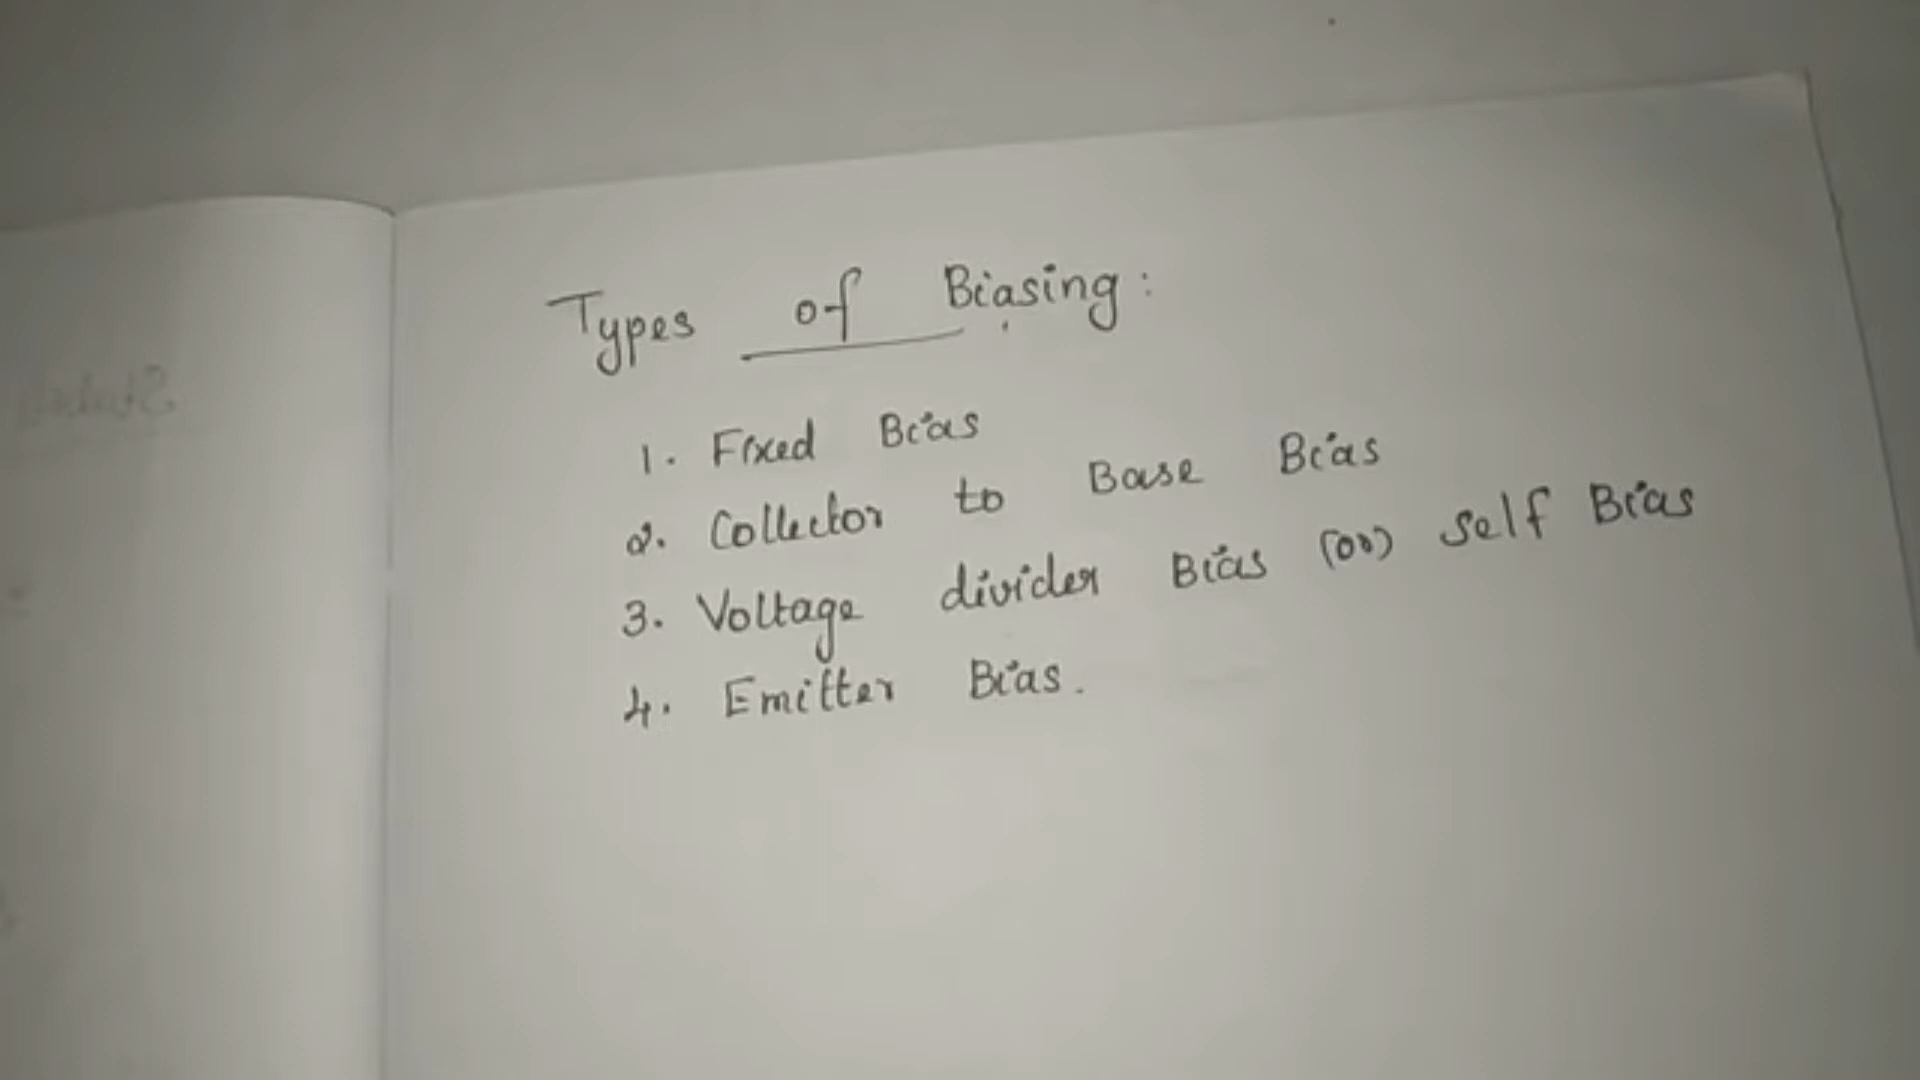 Types of Biasing:
1. Fixed Bias
2. Collector to Base Bias
3. Voltage divider Bias (or) Self Bias
4. Emitter Bias.